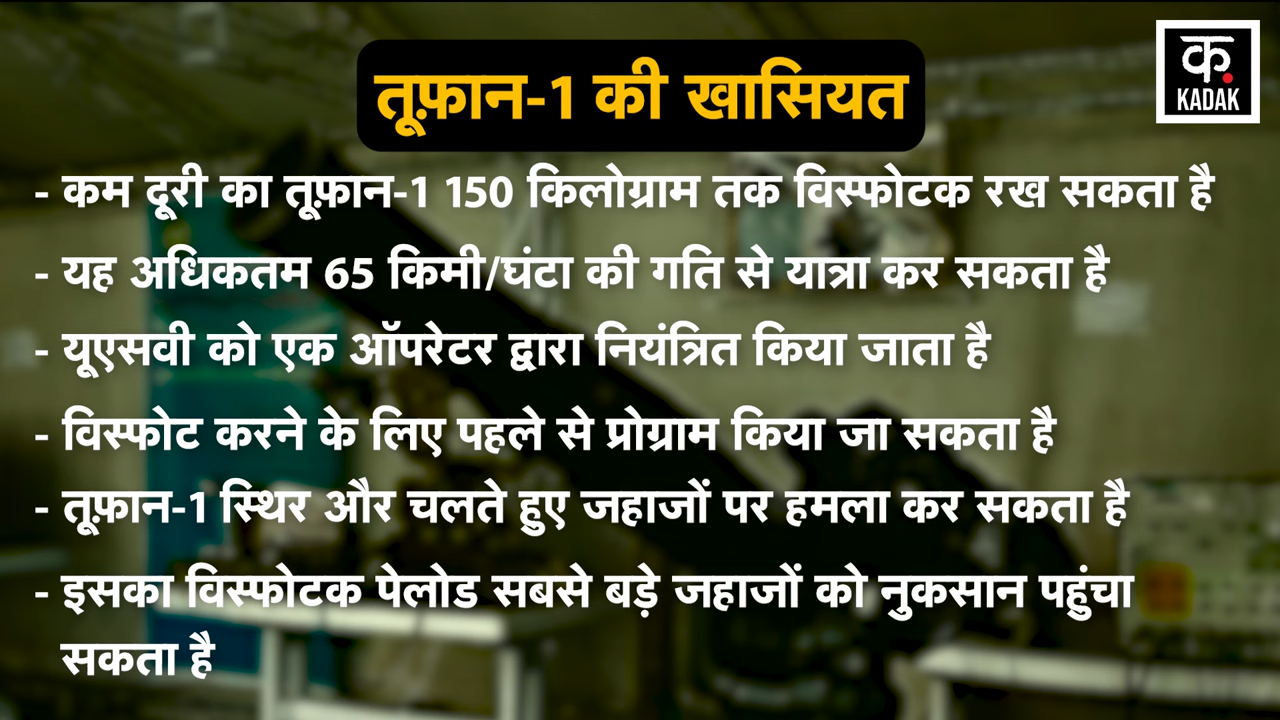 तूफ़ान-1 की खासियत
क.
KADAK
- कम दूरी का तूफ़ान-1 150 किलोग्राम तक विस्फोटक रख सकता है
- यह अधिकतम 65 किमी/घंटा की गति से यात्रा कर सकता है
- यूएसवी को एक ऑपरेटर द्वारा नियंत्रित किया जाता है
- विस्फोट करने के लिए पहले से प्रोग्राम किया जा सकता है
- तूफ़ान-1 स्थिर और चलते हुए जहाजों पर हमला कर सकता है
- इसका विस्फोटक पेलोड सबसे बड़े जहाजों को नुकसान पहुंचा
सकता है